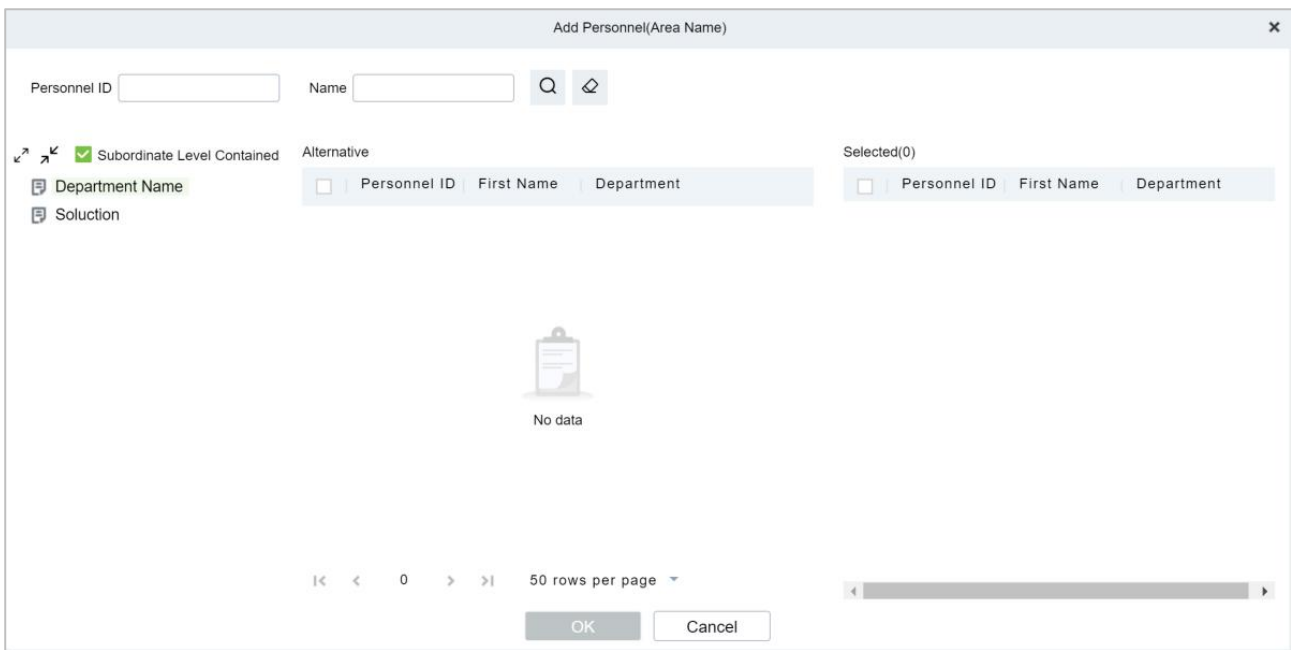 Add Personnel(Area Name)
Personnel ID
Name
Subordinate Level Contained
Department Name
Soluction
Alternative
Personnel ID First Name Department
No data
0 50 rows per page
Selected(0)
Personnel ID First Name Department
OK Cancel